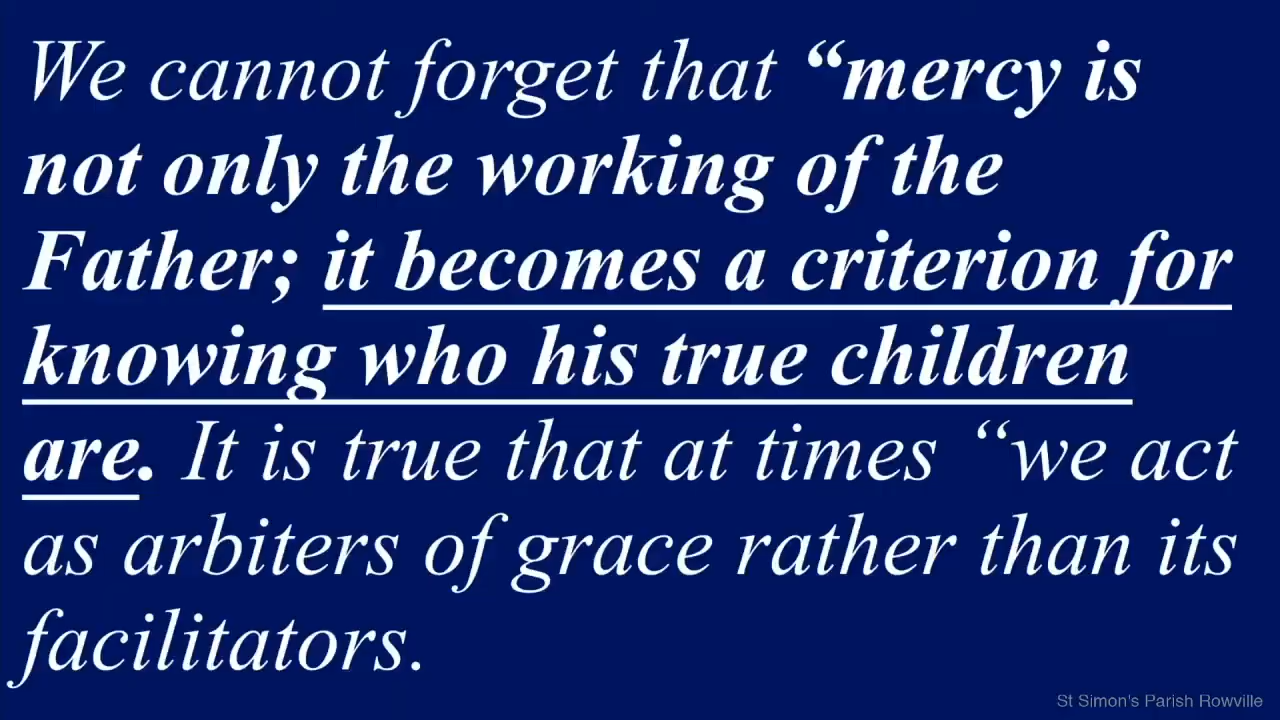 We cannot forget that “mercy is
not only the working of the
Father; it becomes a criterion for
knowing who his true children
are. It is true that at times “we act
as arbiters of grace rather than its
facilitators.
St Simon's Parish Rowville